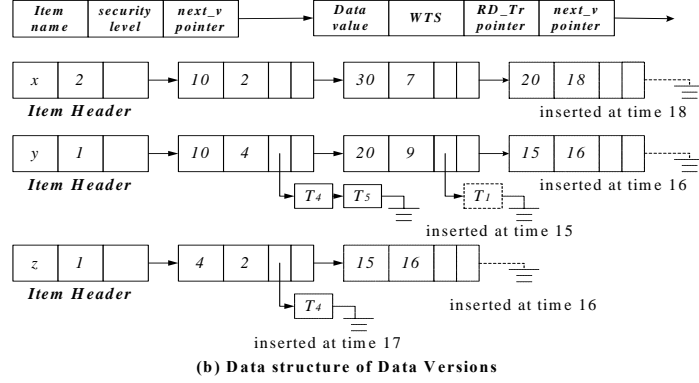 Item name security level next_v pointer Data value WTS RD_Tr pointer next_v pointer
x 2 10 2 30 7 20 18
Item Header inserted at time 18
y 1 10 4 20 9 15 16
Item Header inserted at time 16
T4 T5 T1
inserted at time 15
z 1 4 2 15 16
Item Header inserted at time 16
T4
inserted at time 17
(b) Data structure of Data Versions